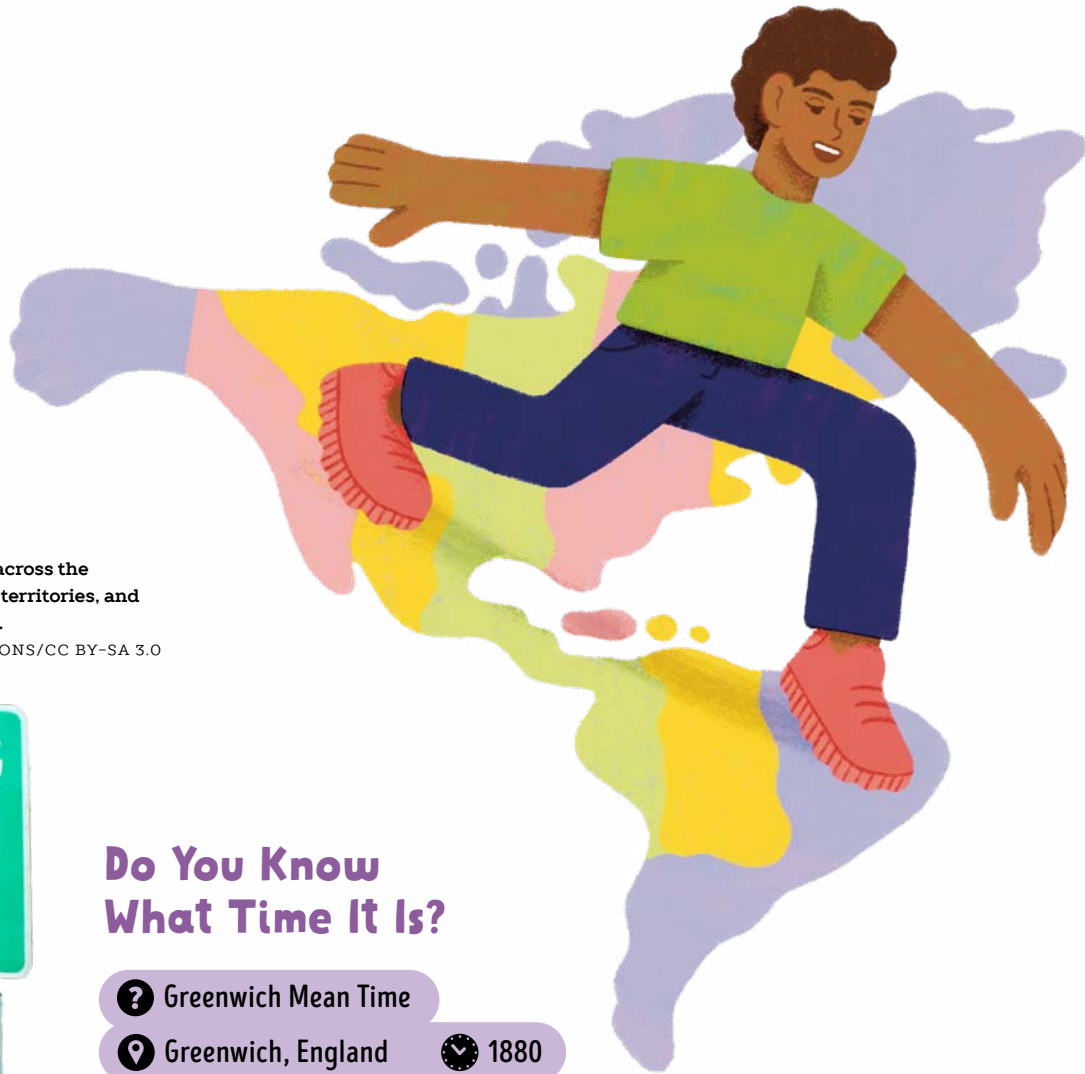 across the
territories, and
.
ONS/CC BY-SA 3.0
Do You Know
What Time It Is?
Greenwich Mean Time
Greenwich, England 1880